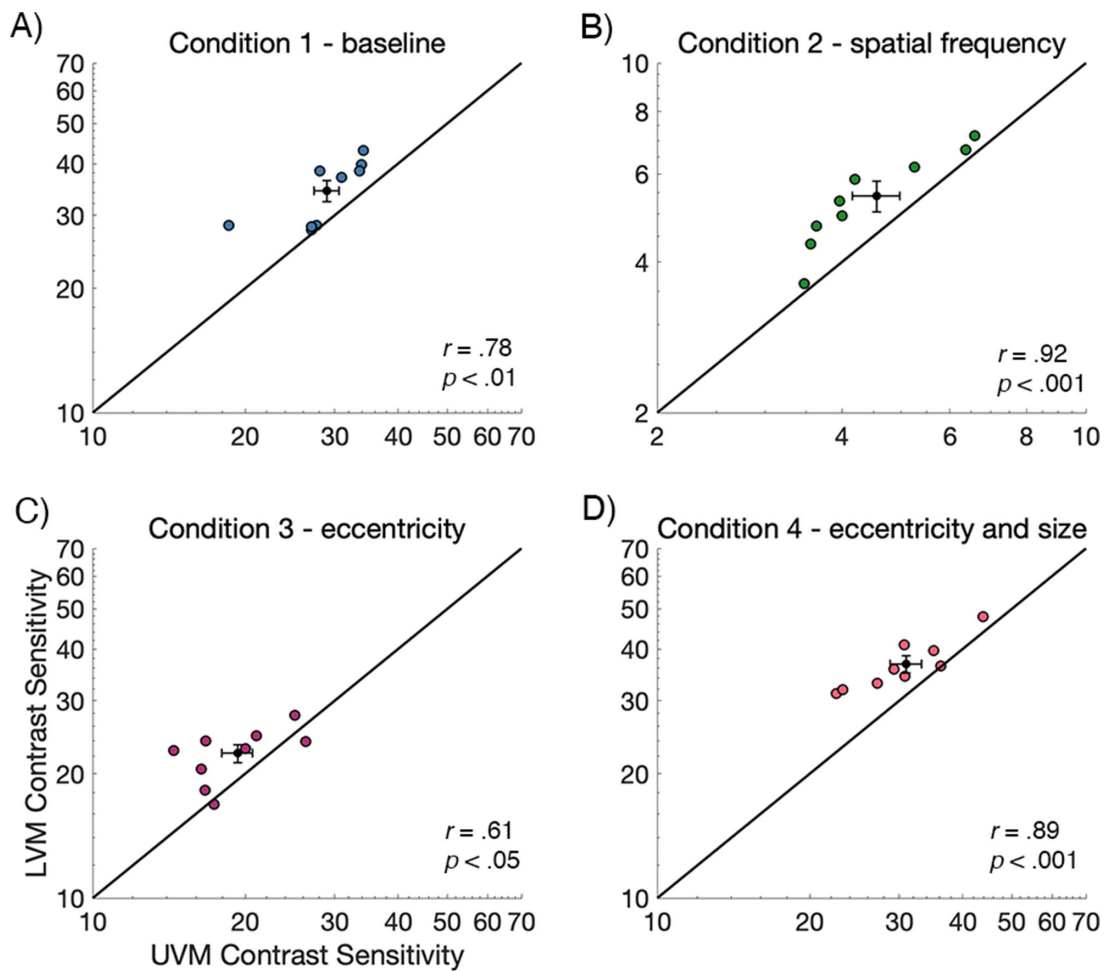 A)
Condition 1 - baseline
70
60
50
40
30
20
10
10 20 30 40 50 60 70
r = .78
p < .01
B)
Condition 2 - spatial frequency
10
8
6
4
2
2 4 6 8 10
r = .92
p < .001
C)
Condition 3 - eccentricity
LVM Contrast Sensitivity
70
60
50
40
30
20
10
10 20 30 40 50 60 70
UVM Contrast Sensitivity
r = .61
p < .05
D)
Condition 4 - eccentricity and size
70
60
50
40
30
20
10
10 20 30 40 50 60 70
r = .89
p < .001